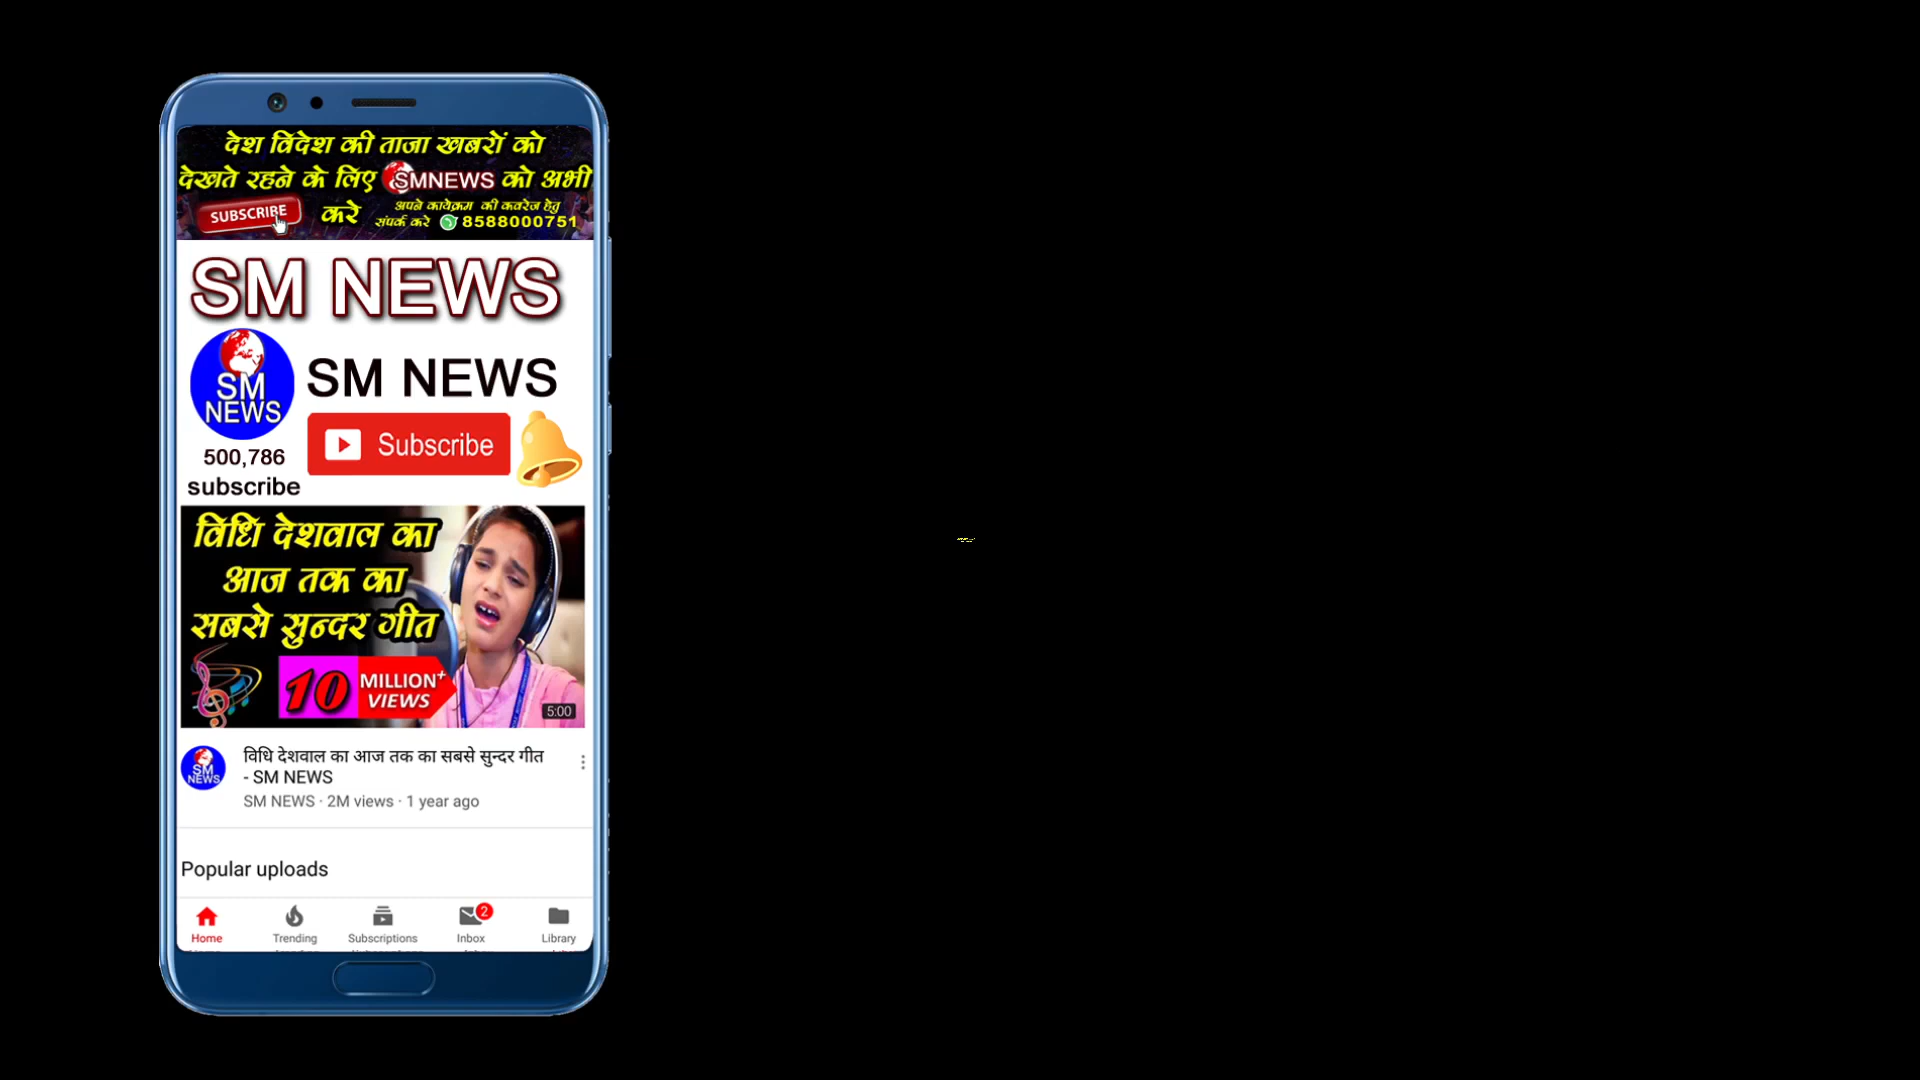 देश विदेश की ताजा खबरों को
देखते रहने के लिए SMNEWS को अभी
SUBSCRIBE करे
अपने कार्यक्रम की कवरेज हेतु
संपर्क करे 8588000751
SM NEWS
SM NEWS
SM NEWS
Subscribe
500,786
subscribe
विधि देशवाल का
आज तक का
सबसे सुन्दर गीत
10 MILLION+
VIEWS
5:00
SM NEWS
विधि देशवाल का आज तक का सबसे सुन्दर गीत
- SM NEWS
SM NEWS · 2M views · 1 year ago
Popular uploads
2
Home Trending Subscriptions Inbox Library